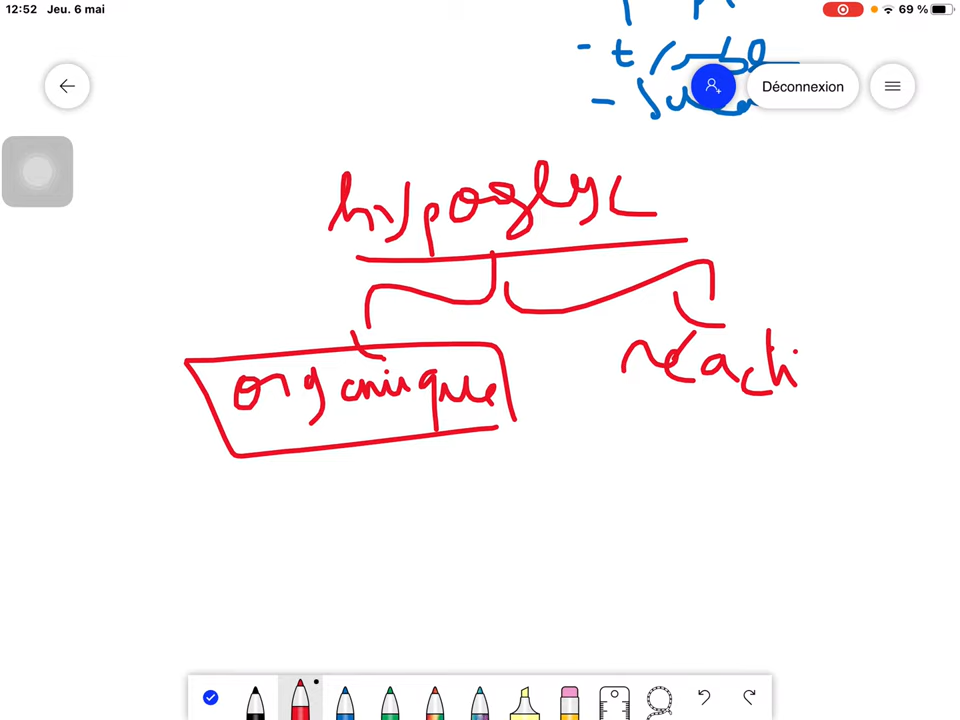 12:52 Jeu. 6 mai 69 %
- t
Déconnexion
hypoglyc
organique réacti